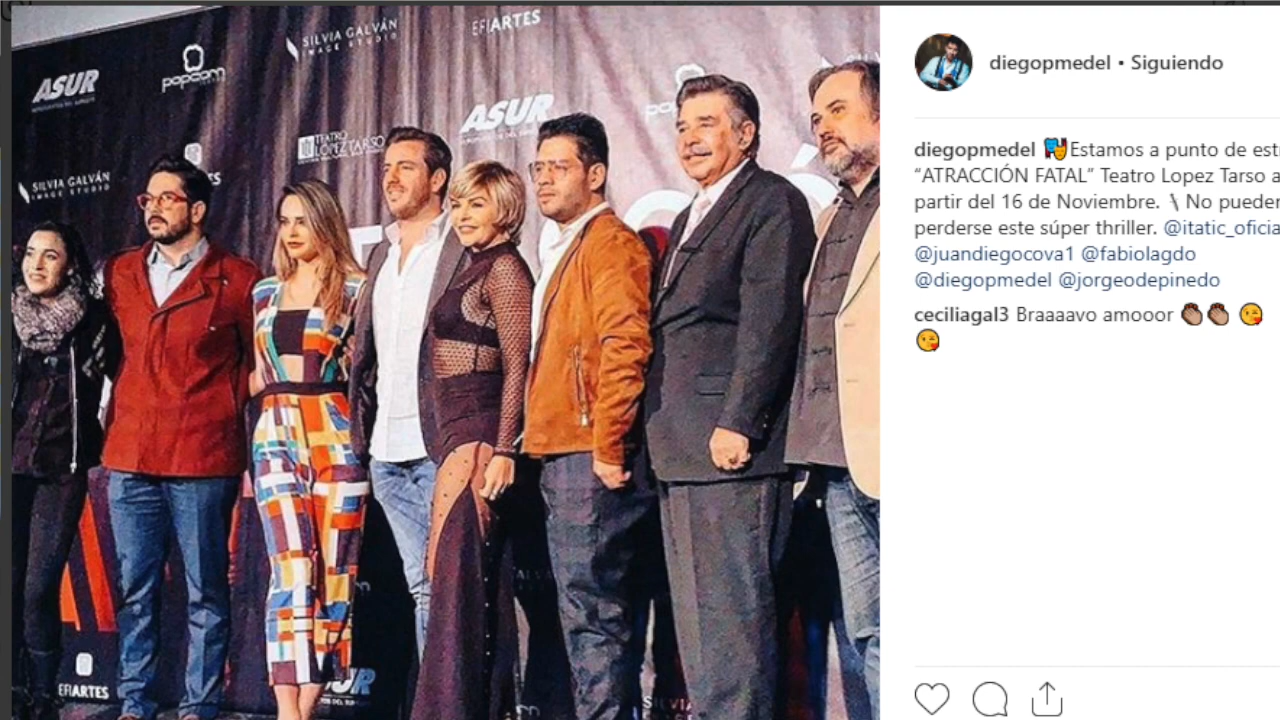 SILVIA GALVÁN
IMAGE STUDIO
EFIARTES
ASUR
popcorn
ASUR
TEATRO
LÓPEZ TARSO
SILVIA GALVÁN
IMAGE STUDIO
EFIARTES
diegopmedel • Siguiendo
diegopmedel 🎭Estamos a punto de
“ATRACCIÓN FATAL” Teatro Lopez Tarso a
partir del 16 de Noviembre. 🔪 No pueden
perderse este súper thriller. @itatic_oficia
@juandiegocova1 @fabiolagdo
@diegopmedel @jorgeodepinedo
ceciliagal3 Braaaavo amooor 👏🏽👏🏽 😘
😘